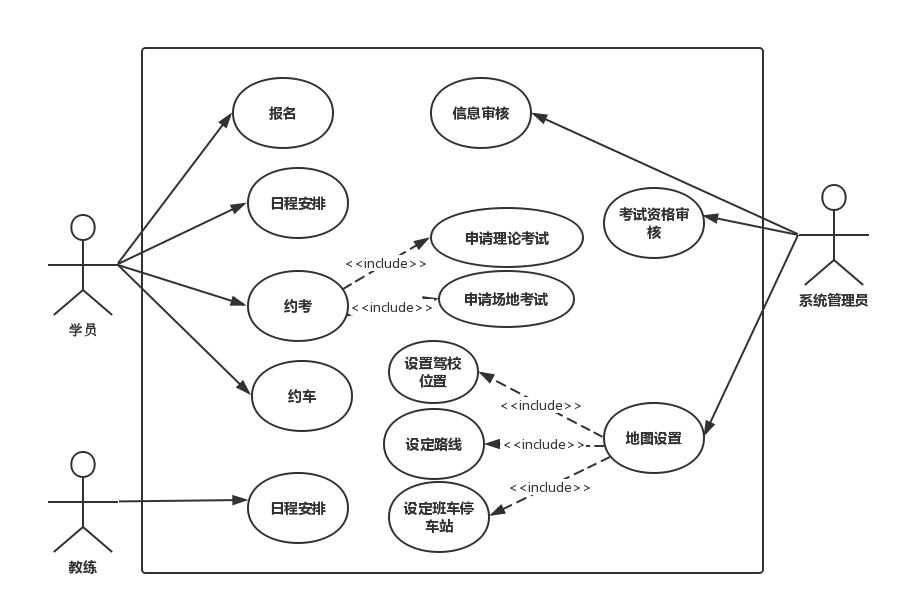 报名
信息审核
日程安排
考试资格审
核
申请理论考试
<<include>>
申请场地考试
约考
<<include>>
系统管理员
学员
设置驾校
位置
约车
<<include>>
设定路线
<<include>>
地图设置
<<include>>
日程安排
设定班车停
车站
教练